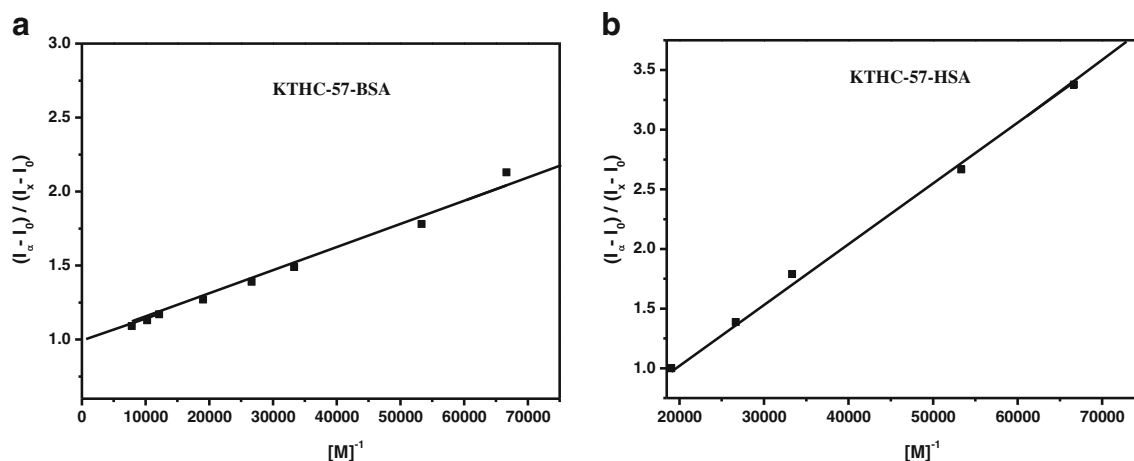 a
3.0
2.5
2.0
1.5
1.0
KTHC-57-BSA
(I_α - I_0) / (I_x - I_0)
0 10000 20000 30000 40000 50000 60000 70000
[M]^-1
b
3.5
3.0
2.5
2.0
1.5
1.0
KTHC-57-HSA
(I_α - I_0) / (I_x - I_0)
20000 30000 40000 50000 60000 70000
[M]^-1